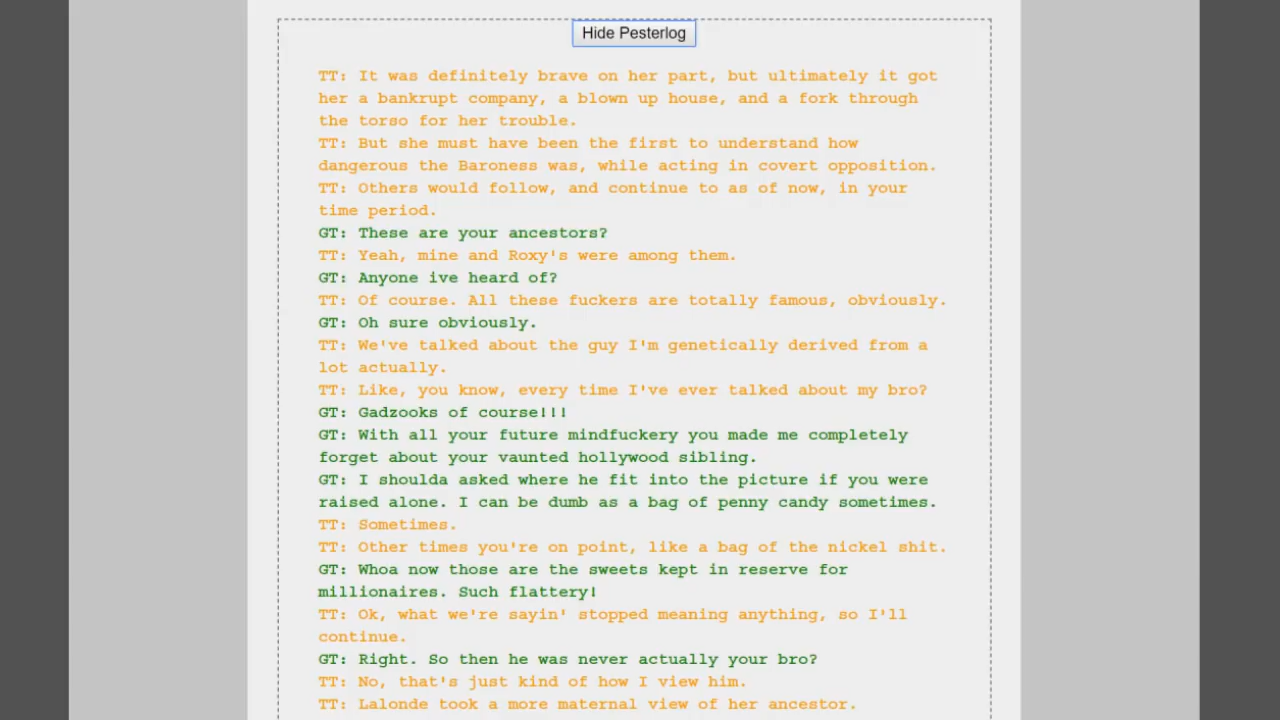 Hide Pesterlog
TT: It was definitely brave on her part, but ultimately it got
her a bankrupt company, a blown up house, and a fork through
the torso for her trouble.
TT: But she must have been the first to understand how
dangerous the Baroness was, while acting in covert opposition.
TT: Others would follow, and continue to as of now, in your
time period.
GT: These are your ancestors?
TT: Yeah, mine and Roxy's were among them.
GT: Anyone ive heard of?
TT: Of course. All these fuckers are totally famous, obviously.
GT: Oh sure obviously.
TT: We've talked about the guy I'm genetically derived from a
lot actually.
TT: Like, you know, every time I've ever talked about my bro?
GT: Gadzooks of course!!!
GT: With all your future mindfuckery you made me completely
forget about your vaunted hollywood sibling.
GT: I shoulda asked where he fit into the picture if you were
raised alone. I can be dumb as a bag of penny candy sometimes.
TT: Sometimes.
TT: Other times you're on point, like a bag of the nickel shit.
GT: Whoa now those are the sweets kept in reserve for
millionaires. Such flattery!
TT: Ok, what we're sayin' stopped meaning anything, so I'll
continue.
GT: Right. So then he was never actually your bro?
TT: No, that's just kind of how I view him.
TT: Lalonde took a more maternal view of her ancestor.